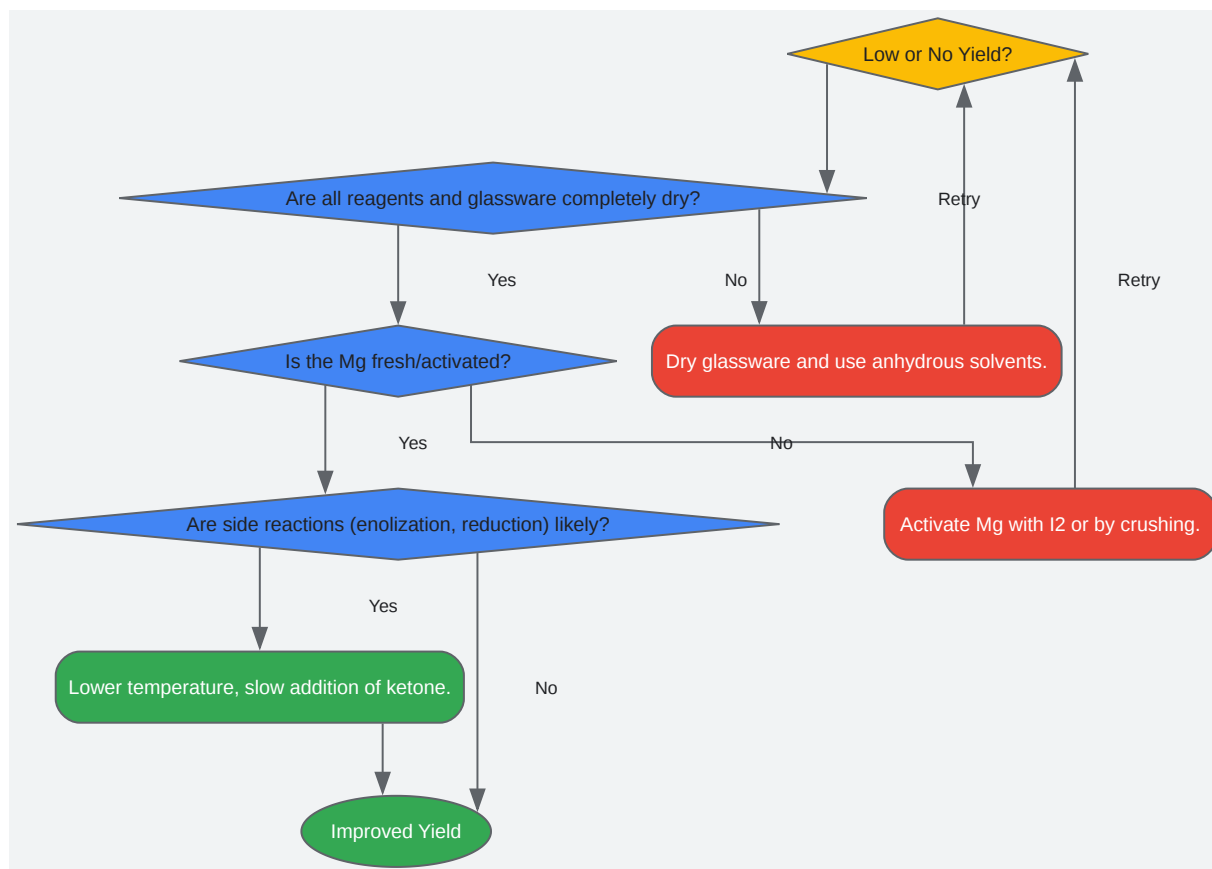 Low or No Yield?
Are all reagents and glassware completely dry?
Retry
Yes
No
Retry
Is the Mg fresh/activated?
Dry glassware and use anhydrous solvents.
Yes
No
Are side reactions (enolization, reduction) likely?
Activate Mg with I2 or by crushing.
Yes
Lower temperature, slow addition of ketone.
No
Improved Yield